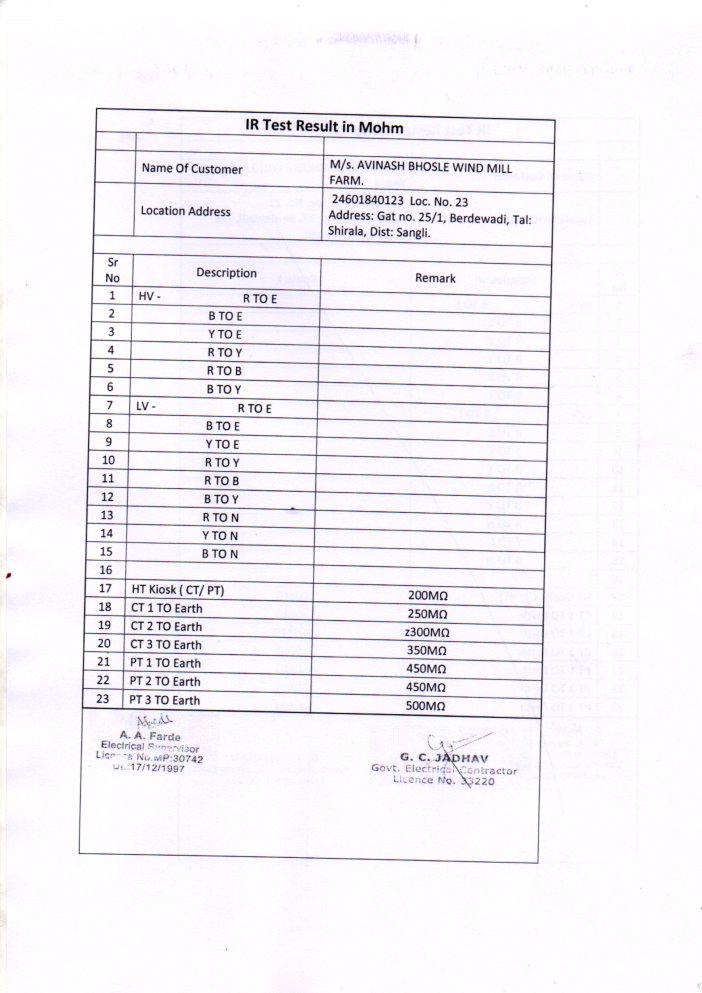 IR Test Result in Mohm
Name Of Customer
M/s. AVINASH BHOSLE WIND MILL
FARM.
Location Address
24601840123 Loc. No. 23
Address: Gat no. 25/1, Berdewadi, Tal:
Shirala, Dist: Sangli.
Sr
No Description Remark
1 HV - R TO E
2 B TO E
3 Y TO E
4 R TO Y
5 R TO B
6 B TO Y
7 LV - R TO E
8 B TO E
9 Y TO E
10 R TO Y
11 R TO B
12 B TO Y
13 R TO N
14 Y TO N
15 B TO N
16
17 HT Kiosk ( CT/ PT) 200MΩ
18 CT 1 TO Earth 250MΩ
19 CT 2 TO Earth z300MΩ
20 CT 3 TO Earth 350MΩ
21 PT 1 TO Earth 450MΩ
22 PT 2 TO Earth 450MΩ
23 PT 3 TO Earth 500MΩ
A. A. Farde
Electrical Supervisor
Licence No.MP:30742
Dt.:17/12/1997
G. C. JADHAV
Govt. Electrical Contractor
Licence No. 33220